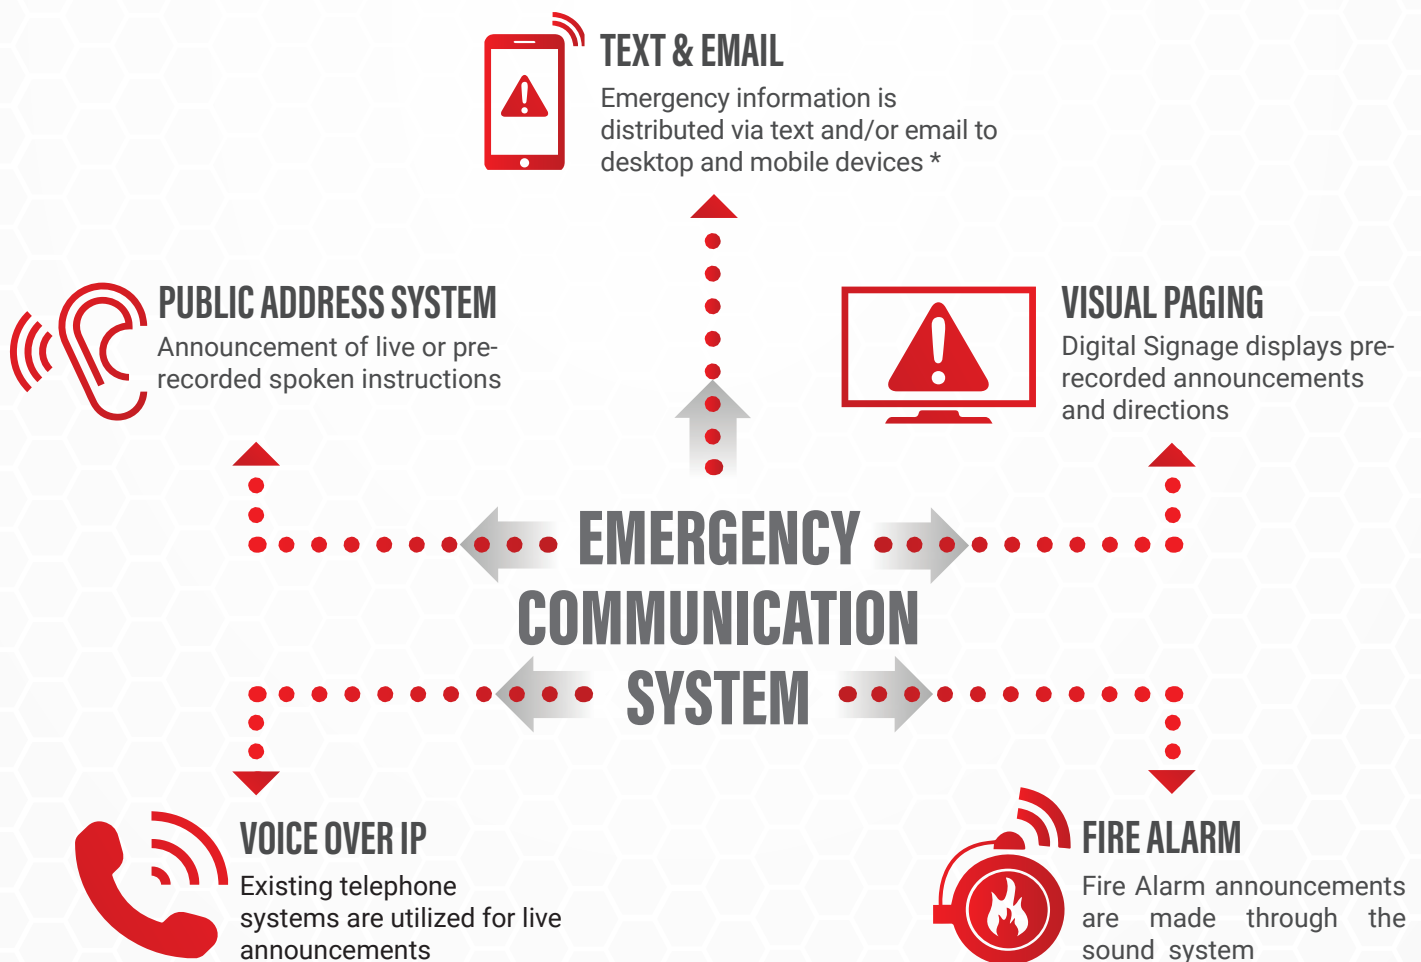 TEXT & EMAIL
Emergency information is
distributed via text and/or email to
desktop and mobile devices *
PUBLIC ADDRESS SYSTEM
Announcement of live or pre-
recorded spoken instructions
VISUAL PAGING
Digital Signage displays pre-
recorded announcements
and directions
EMERGENCY
COMMUNICATION
SYSTEM
VOICE OVER IP
Existing telephone
systems are utilized for live
announcements
FIRE ALARM
Fire Alarm announcements
are made through the
sound system